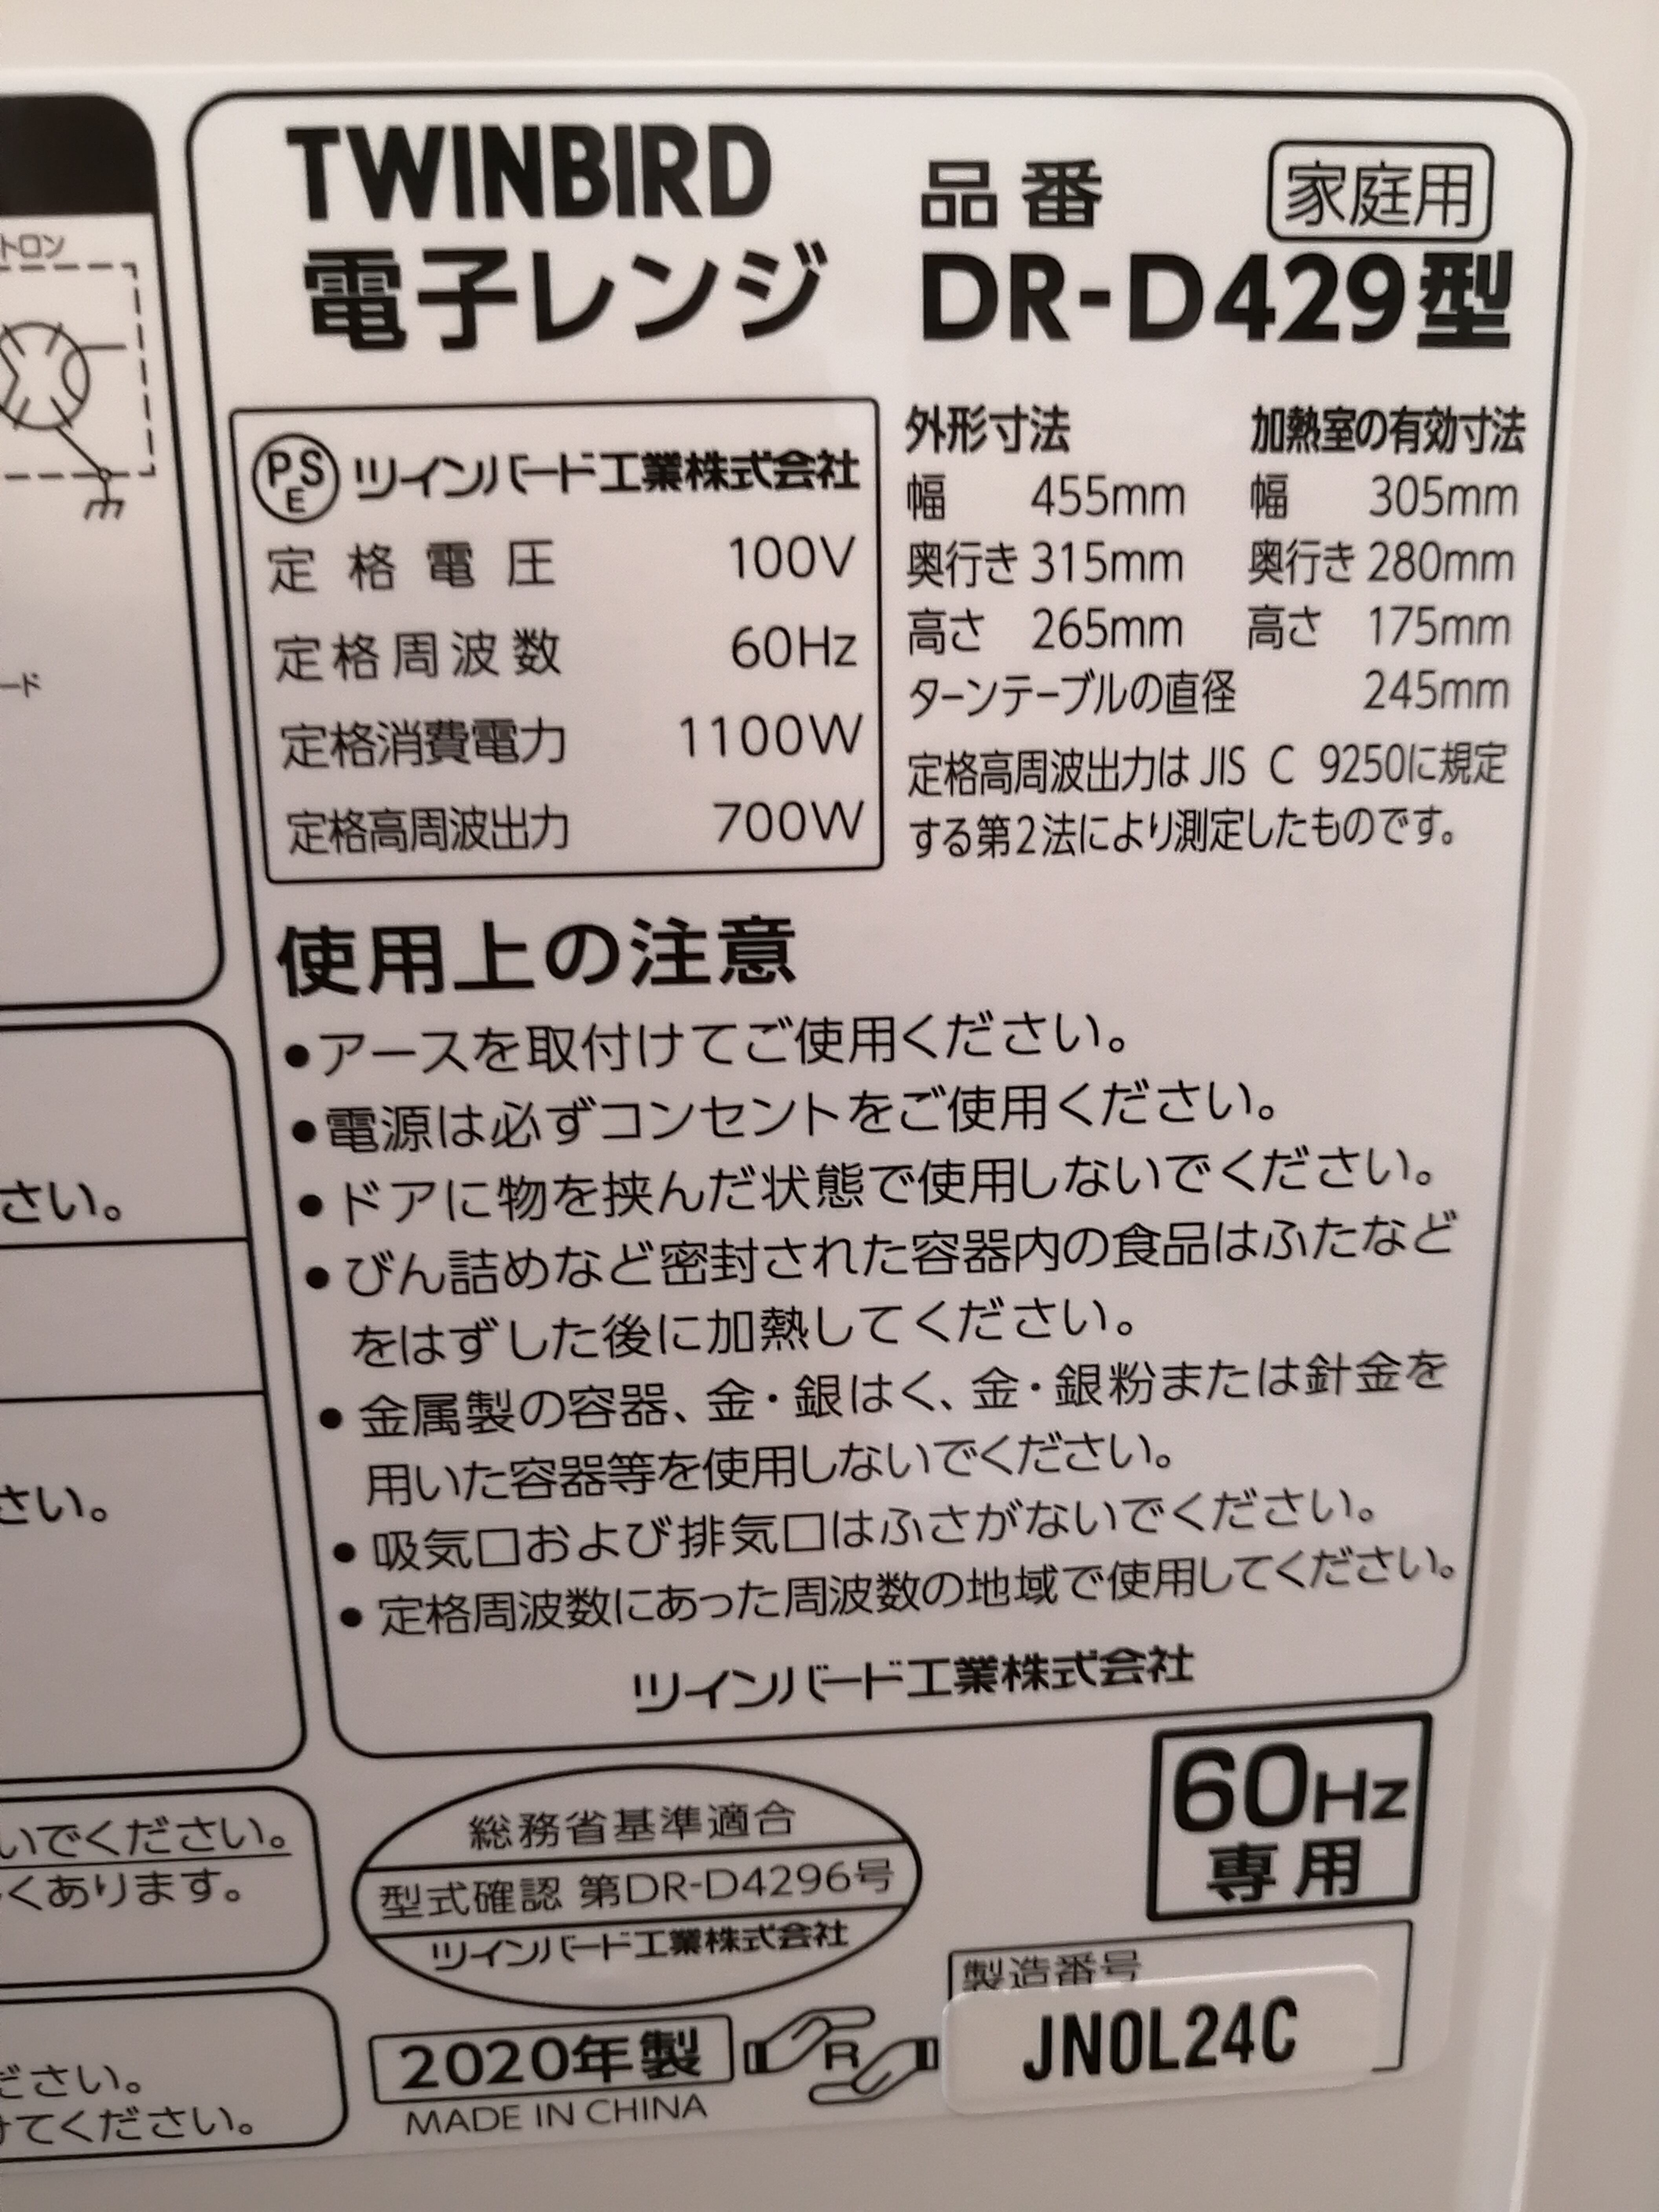 TWINBIRD
電子レンジ
品番
家庭用
DR-D429型
PSE ツインバード工業株式会社
定格電圧 100V
定格周波数 60Hz
定格消費電力 1100W
定格高周波出力 700W
外形寸法 加熱室の有効寸法
幅 455mm 幅 305mm
奥行き 315mm 奥行き 280mm
高さ 265mm 高さ 175mm
ターンテーブルの直径 245mm
定格高周波出力は JIS C 9250に規定
する第2法により測定したものです。
使用上の注意
●アースを取付けてご使用ください。
●電源は必ずコンセントをご使用ください。
●ドアに物を挟んだ状態で使用しないでください。
●びん詰めなど密封された容器内の食品はふたなど
をはずした後に加熱してください。
●金属製の容器、金・銀はく、金・銀粉または針金を
用いた容器等を使用しないでください。
●吸気口および排気口はふさがないでください。
●定格周波数にあった周波数の地域で使用してください。
ツインバード工業株式会社
60Hz
専用
総務省基準適合
型式確認 第DR-D4296号
ツインバード工業株式会社
製造番号
JN0L24C
2020年製
R
MADE IN CHINA
トロン
ード
さい。
さい。
いでください。
くあります。
ださい。
けてください。